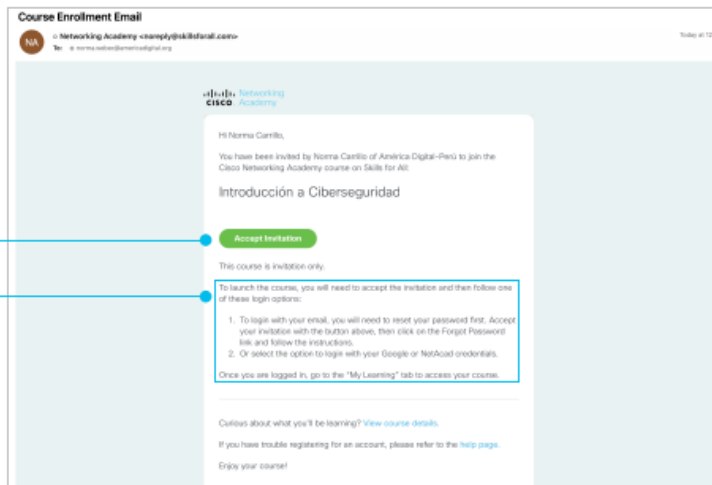 Course Enrollment Email
NA
Networking Academy <noreply@skillsforall.com>
Today at 12
To:
Networking
CISCO Academy
Hi Norma Carrillo,
You have been invited by Norma Carrillo of América Digital-Perú to join the
Cisco Networking Academy course on Skills for All:
Introducción a Ciberseguridad
Accept Invitation
This course is invitation only.
To launch the course, you will need to accept the invitation and then follow one
of these login options:
1. To login with your email, you will need to reset your password first. Accept
your invitation with the button above, then click on the Forgot Password
link and follow the instructions.
2. Or select the option to login with your Google or NetAcad credentials.
Once you are logged in, go to the "My Learning" tab to access your course.
Curious about what you'll be learning? View course details.
If you have trouble registering for an account, please refer to the help page.
Enjoy your course!